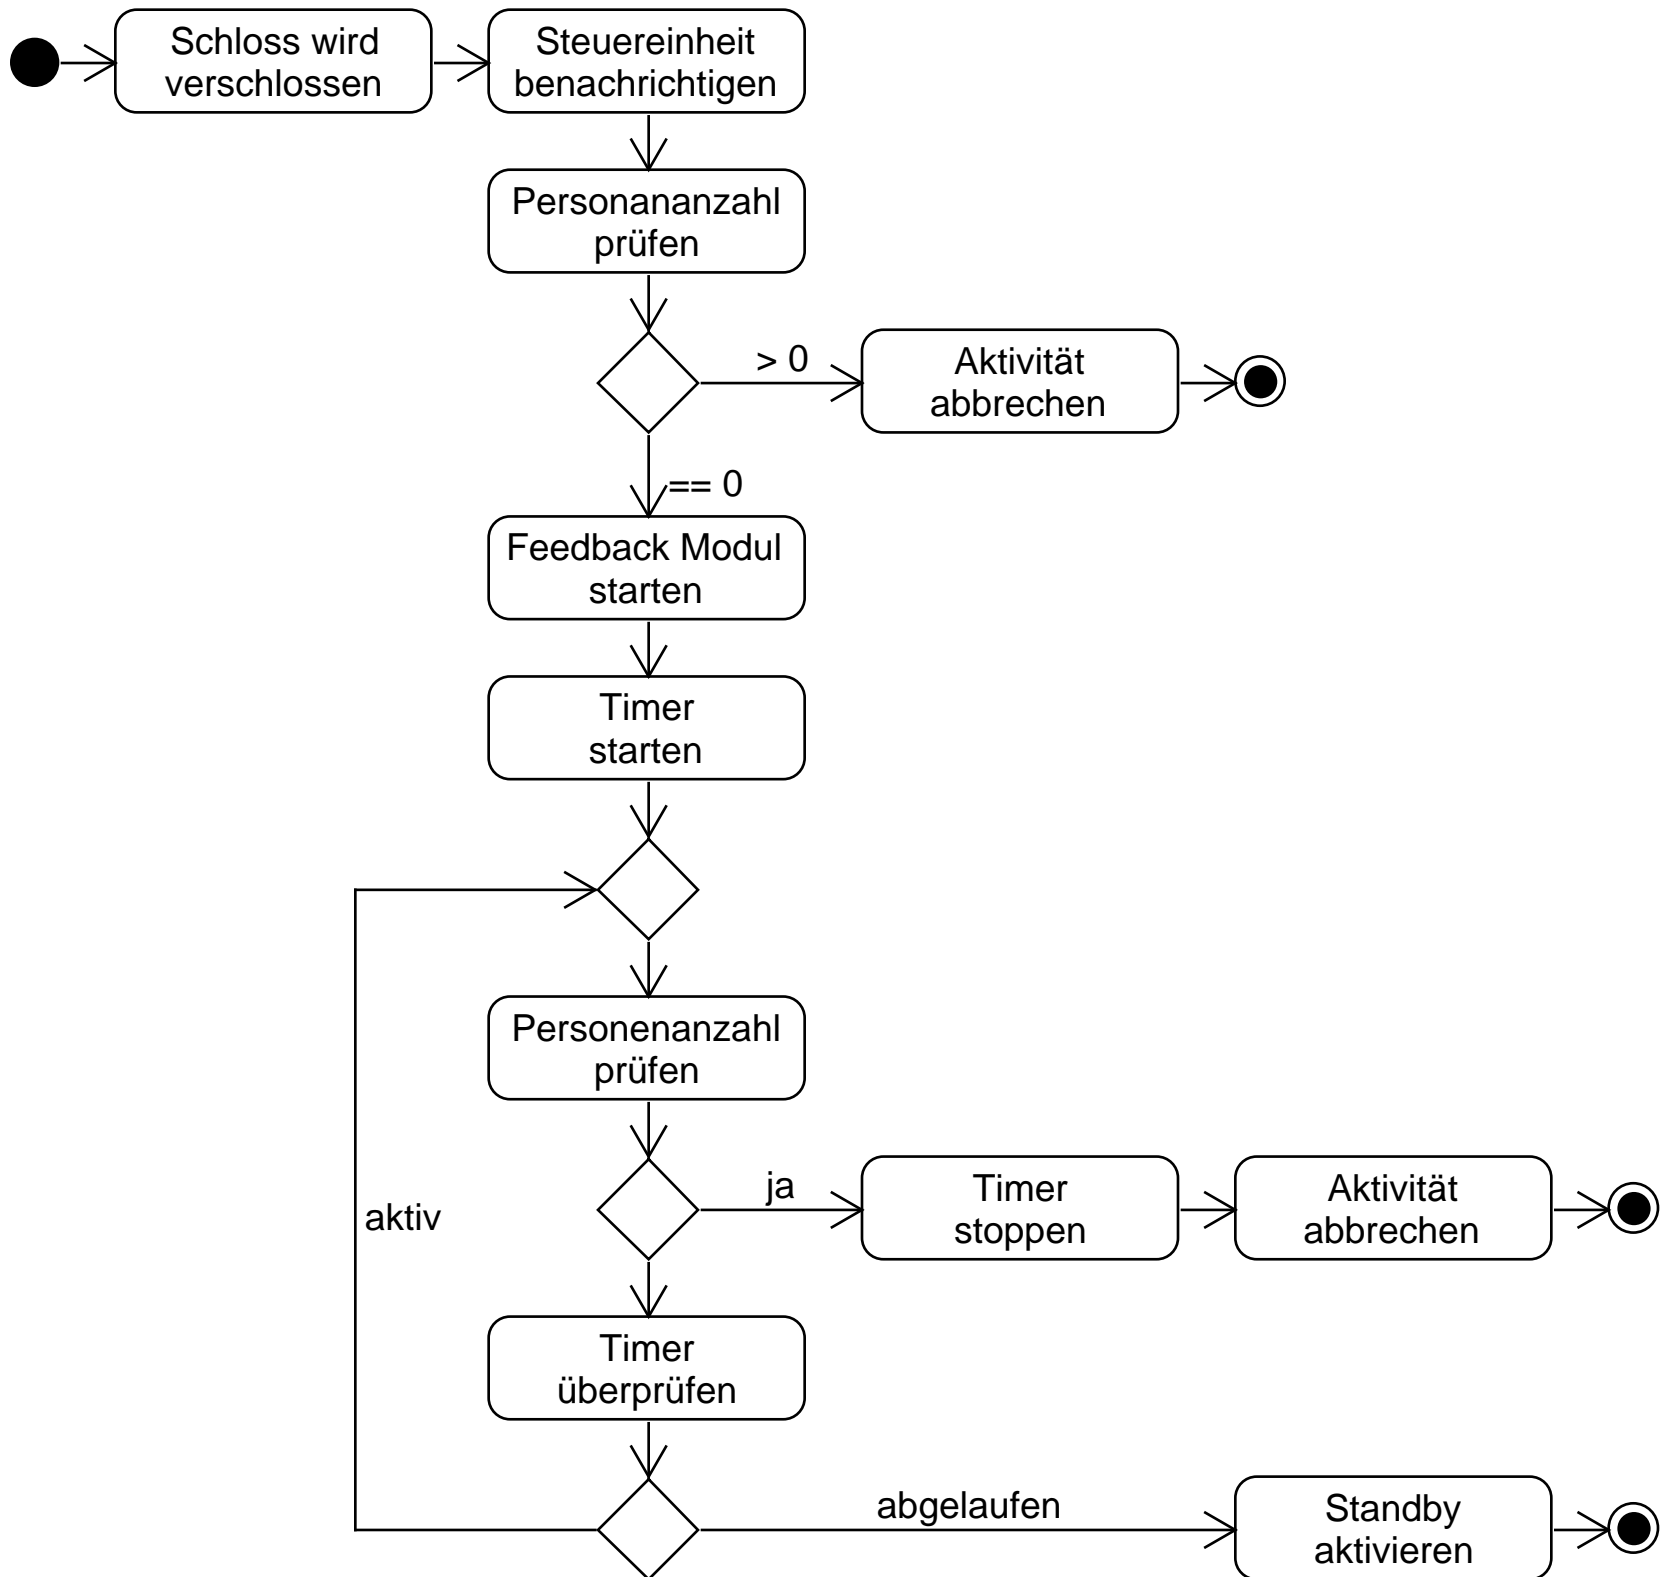 Schloss wird
verschlossen
Steuereinheit
benachrichtigen
Personananzahl
prüfen
> 0
Aktivität
abbrechen
== 0
Feedback Modul
starten
Timer
starten
Personenanzahl
prüfen
aktiv
ja
Timer
stoppen
Aktivität
abbrechen
Timer
überprüfen
abgelaufen
Standby
aktivieren